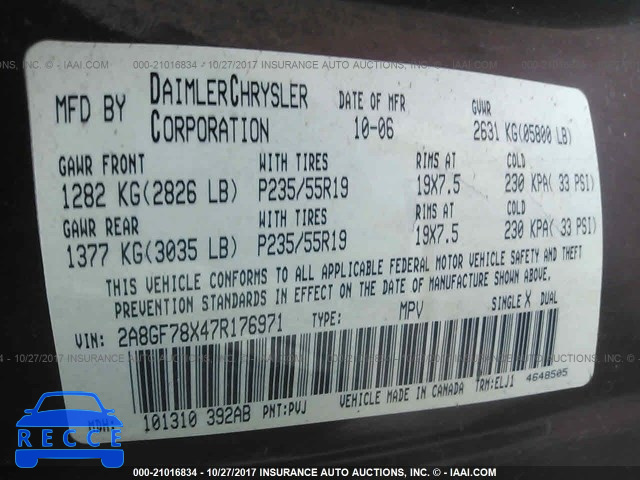 000-21016834 - 10/27/2017 INSURANCE AUTO AUCTIONS, INC. - © - IAAI.COM
MFD BY DAIMLERCHRYSLER CORPORATION
DATE OF MFR 10-06
GVWR 2631 KG(05800 LB)
GAWR FRONT WITH TIRES RIMS AT COLD
1282 KG(2826 LB) P235/55R19 19X7.5 230 KPA( 33 PSI)
GAWR REAR WITH TIRES RIMS AT COLD
1377 KG(3035 LB) P235/55R19 19X7.5 230 KPA( 33 PSI)
THIS VEHICLE CONFORMS TO ALL APPLICABLE FEDERAL MOTOR VEHICLE SAFETY AND THEFT
PREVENTION STANDARDS IN EFFECT ON THE DATE OF MANUFACTURE SHOWN ABOVE.
VIN: 2A8GF78X47R176971 TYPE: MPV SINGLE X DUAL
MDH: 101310 392AB PNT:PVJ VEHICLE MADE IN CANADA TRM:ELJ1 4648505
000-21016834 - 10/27/2017 INSURANCE AUTO AUCTIONS, INC. - © - IAAI.COM